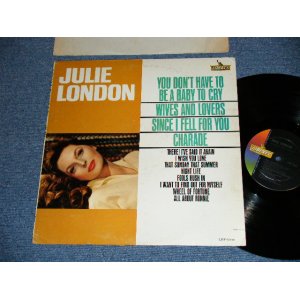 LIBERTY
JULIE
LONDON
YOU DON'T HAVE TO
BE A BABY TO CRY
WIVES AND LOVERS
SINCE I FELL FOR YOU
CHARADE
THERE! I'VE SAID IT AGAIN
I WISH YOU LOVE
THAT SUNDAY THAT SUMMER
NIGHT LIFE
FOOLS RUSH IN
I WANT TO FIND OUT FOR MYSELF
WHEEL OF FORTUNE
ALL ABOUT RONNIE